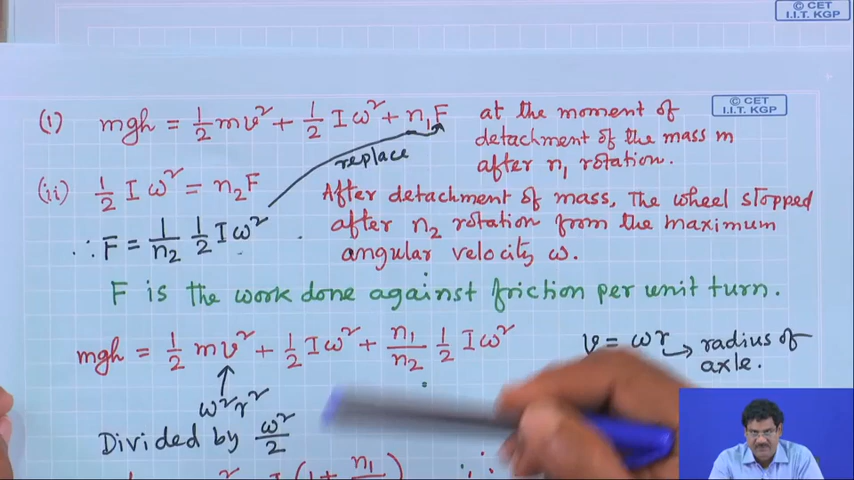 © CET
I.I.T. KGP
© CET
I.I.T. KGP
(i) mgh = 1/2 mv² + 1/2 Iω² + n₁F at the moment of
detachment of the mass m
after n₁ rotation.
replace
(ii) 1/2 Iω² = n₂F After detachment of mass, The wheel stopped
∴ F = 1/n₂ 1/2 Iω² after n₂ rotation from the maximum
angular velocity ω.
F is the work done against friction per unit turn.
mgh = 1/2 mv² + 1/2 Iω² + n₁/n₂ 1/2 Iω² v = ωr → radius of
axle.
ω²r²
Divided by ω²/2